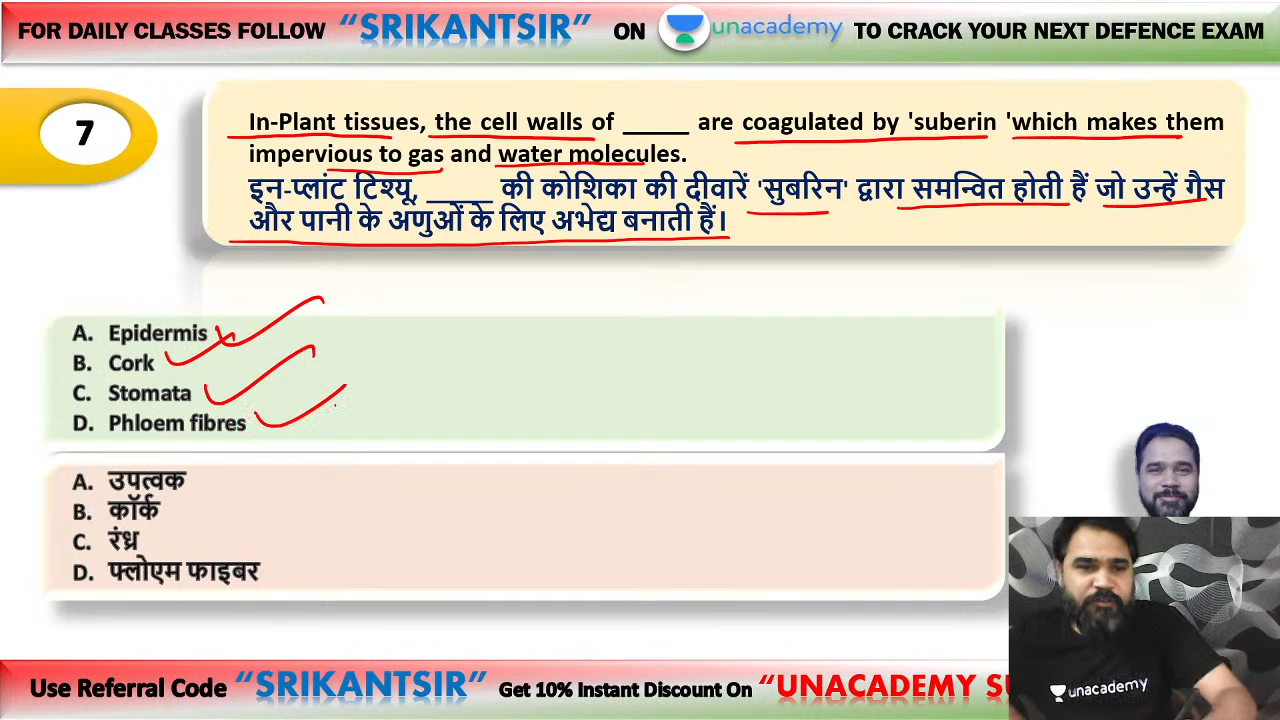 FOR DAILY CLASSES FOLLOW “SRIKANTSIR” ON unacademy TO CRACK YOUR NEXT DEFENCE EXAM
7
In-Plant tissues, the cell walls of _____ are coagulated by 'suberin 'which makes them
impervious to gas and water molecules.
इन-प्लांट टिश्यू, _____ की कोशिका की दीवारें 'सुबरिन' द्वारा समन्वित होती हैं जो उन्हें गैस
और पानी के अणुओं के लिए अभेद्य बनाती हैं।
A. Epidermis
B. Cork
C. Stomata
D. Phloem fibres
A. उपत्वक
B. कॉर्क
C. रंध्र
D. फ्लोएम फाइबर
unacademy
Use Referral Code “SRIKANTSIR” Get 10% Instant Discount On “UNACADEMY